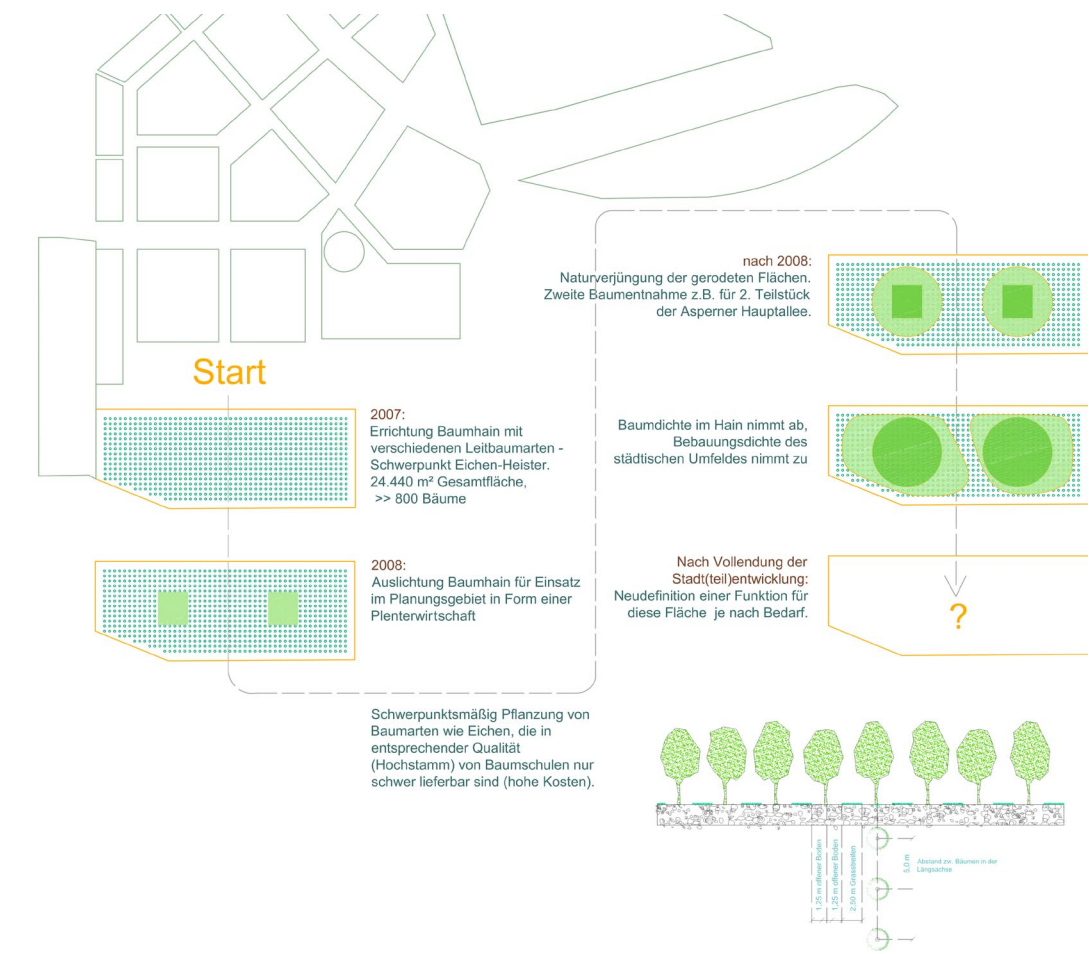 Start
2007:
Errichtung Baumhain mit
verschiedenen Leitbaumarten -
Schwerpunkt Eichen-Heister.
24.440 m² Gesamtfläche,
>> 800 Bäume
2008:
Auslichtung Baumhain für Einsatz
im Planungsgebiet in Form einer
Plenterwirtschaft
Schwerpunktsmäßig Pflanzung von
Baumarten wie Eichen, die in
entsprechender Qualität
(Hochstamm) von Baumschulen nur
schwer lieferbar sind (hohe Kosten).
nach 2008:
Naturverjüngung der gerodeten Flächen.
Zweite Baumentnahme z.B. für 2. Teilstück
der Asperner Hauptallee.
Baumdichte im Hain nimmt ab,
Bebauungsdichte des
städtischen Umfeldes nimmt zu
Nach Vollendung der
Stadt(teil)entwicklung:
Neudefinition einer Funktion für
diese Fläche je nach Bedarf.
?
1,25 m offener Boden
1,25 m offener Boden
2,50 m Grasstreifen
5,0 m
Abstand zw. Bäumen in der
Längsachse